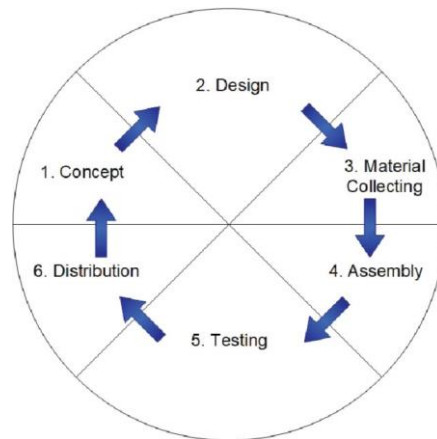 1. Concept
2. Design
3. Material
Collecting
4. Assembly
5. Testing
6. Distribution